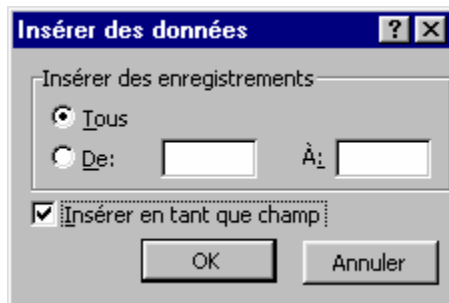 Insérer des données
Insérer des enregistrements
Tous
De: À:
Insérer en tant que champ
OK Annuler